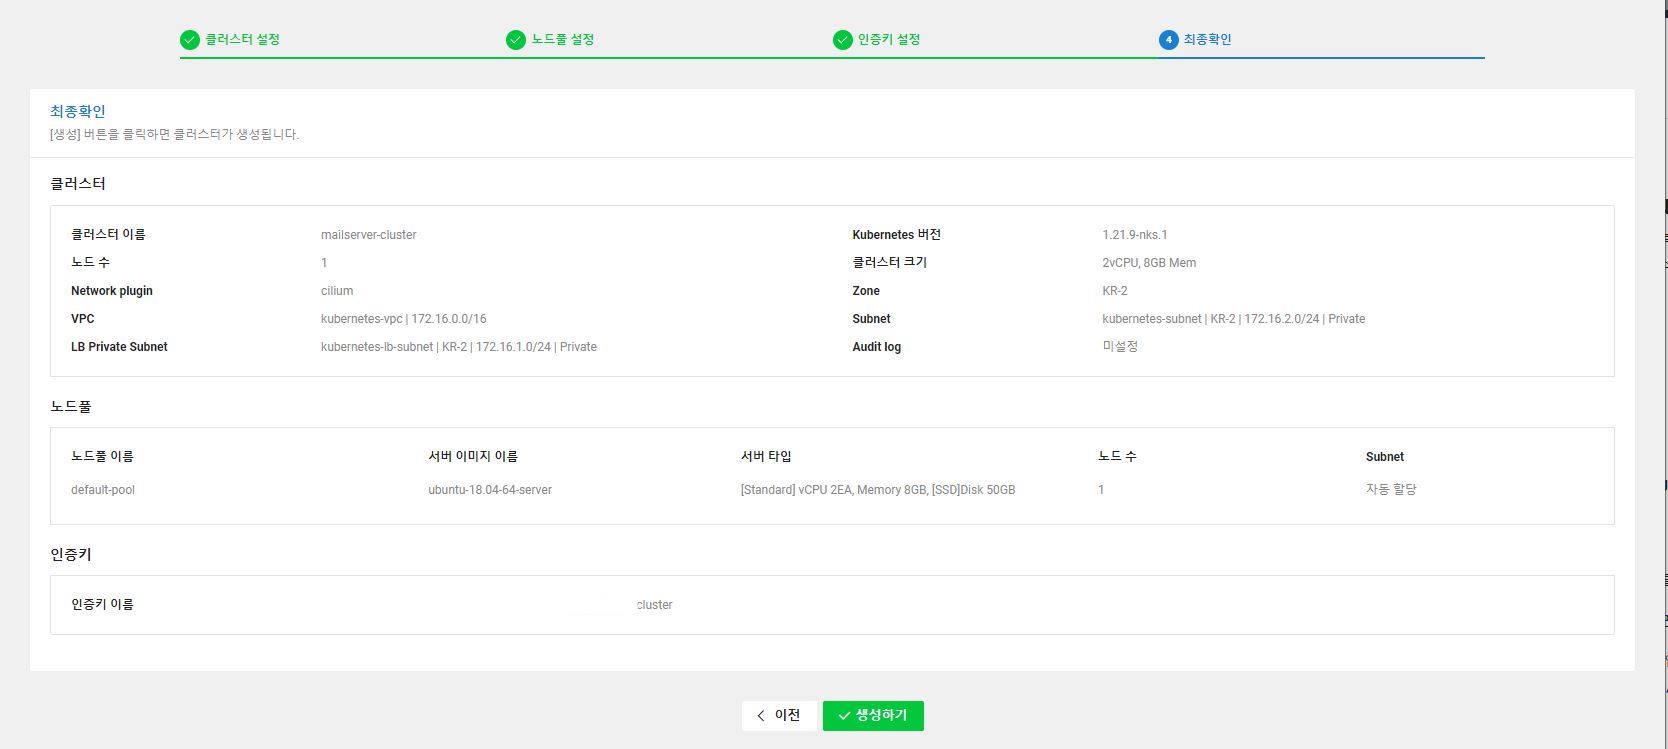 클러스터 설정
노드풀 설정
인증키 설정
4 최종확인
최종확인
[생성] 버튼을 클릭하면 클러스터가 생성됩니다.
클러스터
클러스터 이름 mailserver-cluster Kubernetes 버전 1.21.9-nks.1
노드 수 1 클러스터 크기 2vCPU, 8GB Mem
Network plugin cilium Zone KR-2
VPC kubernetes-vpc | 172.16.0.0/16 Subnet kubernetes-subnet | KR-2 | 172.16.2.0/24 | Private
LB Private Subnet kubernetes-lb-subnet | KR-2 | 172.16.1.0/24 | Private Audit log 미설정
노드풀
노드풀 이름 서버 이미지 이름 서버 타입 노드 수 Subnet
default-pool ubuntu-18.04-64-server [Standard] vCPU 2EA, Memory 8GB, [SSD]Disk 50GB 1 자동 할당
인증키
인증키 이름 cluster
이전
생성하기